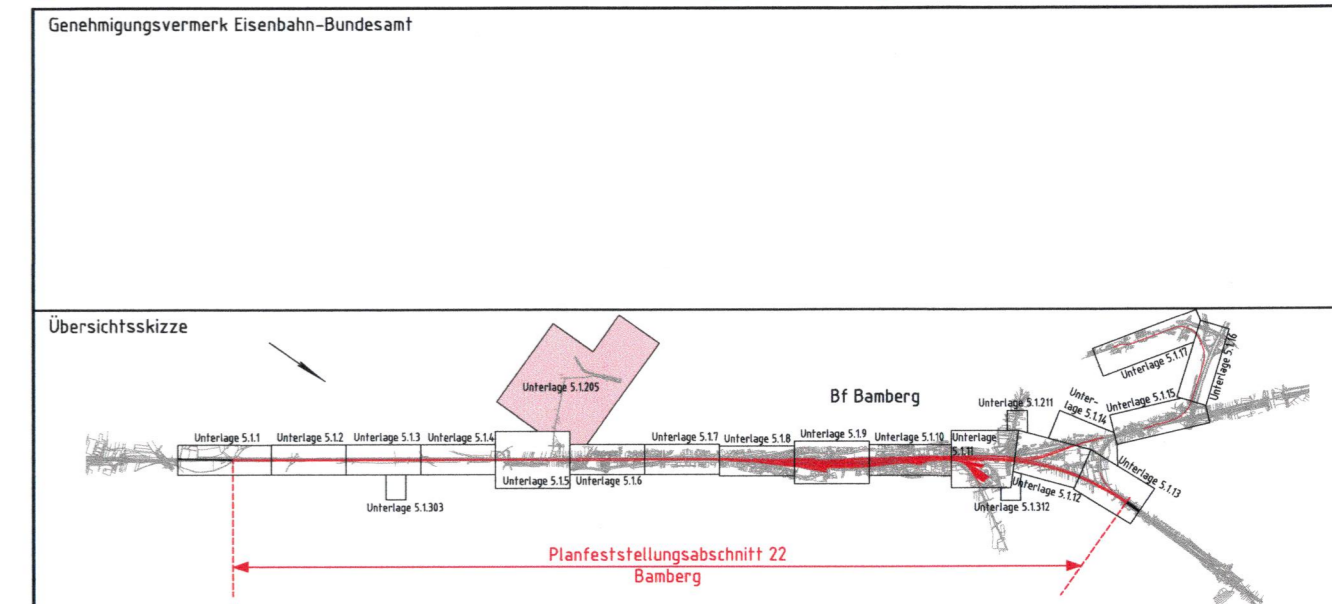 Genehmigungsvermerk Eisenbahn-Bundesamt
Übersichtsskizze
Unterlage 5.1.205
Bf Bamberg
Unterlage 5.1.17
Unterlage 5.1.16
Unterlage 5.1.211
Unter-
lage 5.1.14
Unterlage 5.1.15
Unterlage 5.1.1
Unterlage 5.1.2
Unterlage 5.1.3
Unterlage 5.1.4
Unterlage 5.1.5
Unterlage 5.1.6
Unterlage 5.1.7
Unterlage 5.1.8
Unterlage 5.1.9
Unterlage 5.1.10
Unterlage
5.1.11
Unterlage 5.1.12
Unterlage 5.1.13
Unterlage 5.1.303
Unterlage 5.1.312
Planfeststellungsabschnitt 22
Bamberg